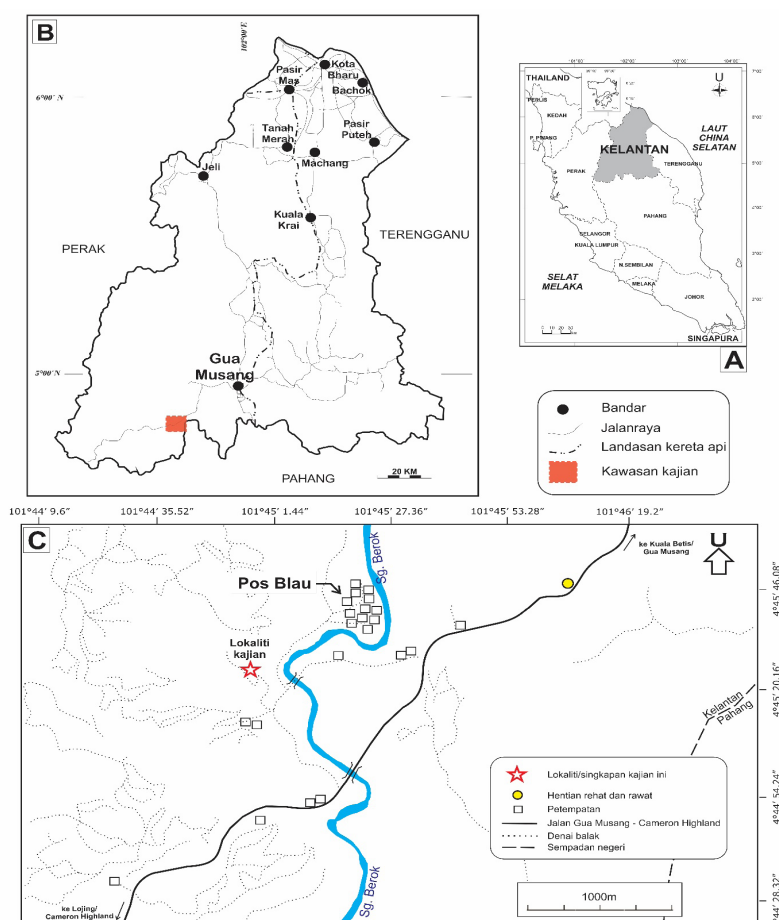 B
102°00'E
6°00' N
5°00' N
Pasir
Mas
Kota
Bharu
Bachok
Tanah
Merah
Pasir
Puteh
Machang
Jeli
Kuala
Krai
Gua
Musang
PERAK
TERENGGANU
PAHANG
20 KM
THAILAND
PERLIS
KEDAH
P. PINANG
PERAK
KELANTAN
TERENGGANU
LAUT
CHINA
SELATAN
PAHANG
SELANGOR
KUALA LUMPUR
N.SEMBILAN
MELAKA
JOHOR
SELAT
MELAKA
SINGAPURA
U
A
Bandar
Jalanraya
Landasan kereta api
Kawasan kajian
101°44' 9.6"
101°44' 35.52"
101°45' 1.44"
101°45' 27.36"
101°45' 53.28"
101°46' 19.2"
C
Pos Blau
Sg. Berok
Lokaliti
kajian
ke Kuala Betis/
Gua Musang
U
4°45' 46.08"
4°45' 20.16"
4°44' 54.24"
Kelantan
Pahang
Lokaliti/singkapan kajian ini
Hentian rehat dan rawat
Petempatan
Jalan Gua Musang - Cameron Highland
Denai balak
Sempadan negeri
1000m
ke Lojing/
Cameron Highland
Sg. Berok